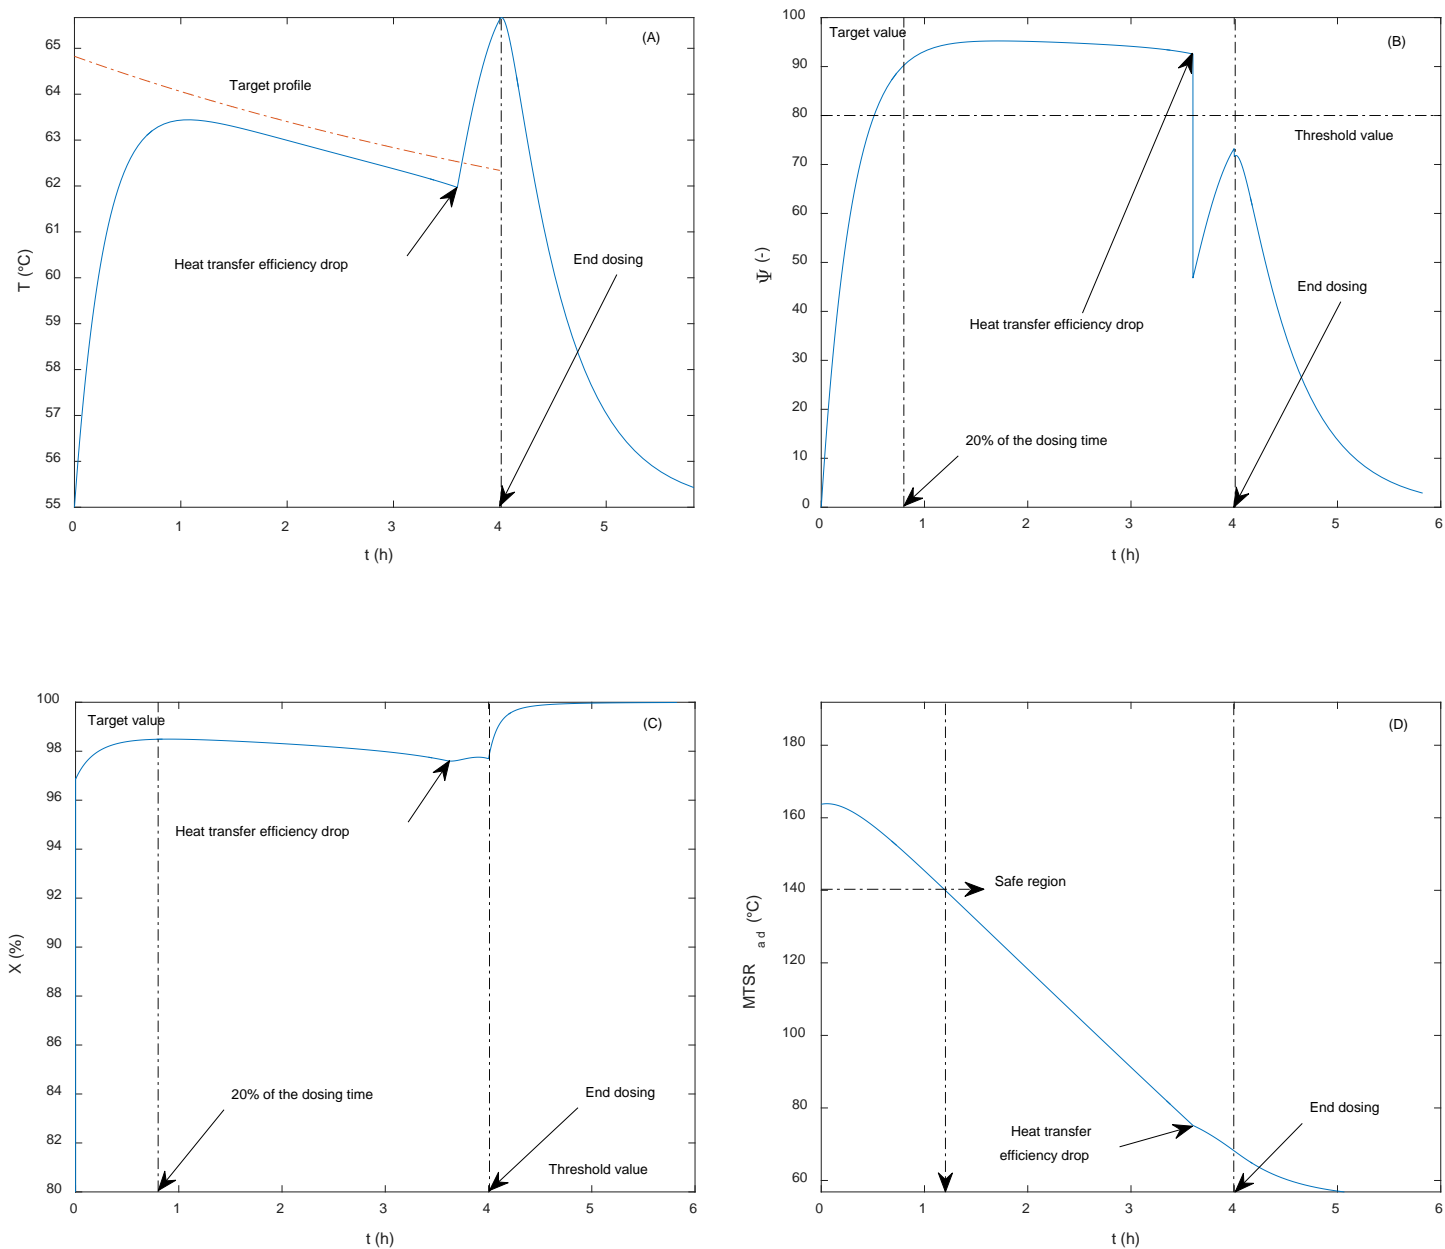 65
64
63
62
61
60
59
58
57
56
55
T (°C)
(A)
Target profile
Heat transfer efficiency drop
End dosing
0
1
2
3
4
5
t (h)
100
90
80
70
60
50
40
30
20
10
0
Ψ (-)
Target value
(B)
Threshold value
Heat transfer efficiency drop
End dosing
20% of the dosing time
0
1
2
3
4
5
6
t (h)
100
98
96
94
92
90
88
86
84
82
80
X (%)
Target value
(C)
Heat transfer efficiency drop
20% of the dosing time
End dosing
Threshold value
0
1
2
3
4
5
6
t (h)
180
160
140
120
100
80
60
MTSR ad (°C)
(D)
Safe region
End dosing
Heat transfer
efficiency drop
0
1
2
3
4
5
6
t (h)